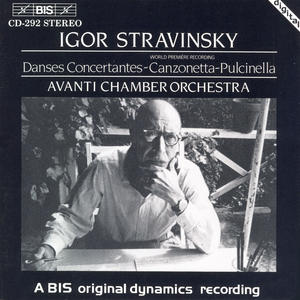 BIS
CD-292 STEREO
digital
IGOR STRAVINSKY
WORLD PREMIÈRE RECORDING
Danses Concertantes-Canzonetta-Pulcinella
AVANTI CHAMBER ORCHESTRA
A BIS original dynamics recording